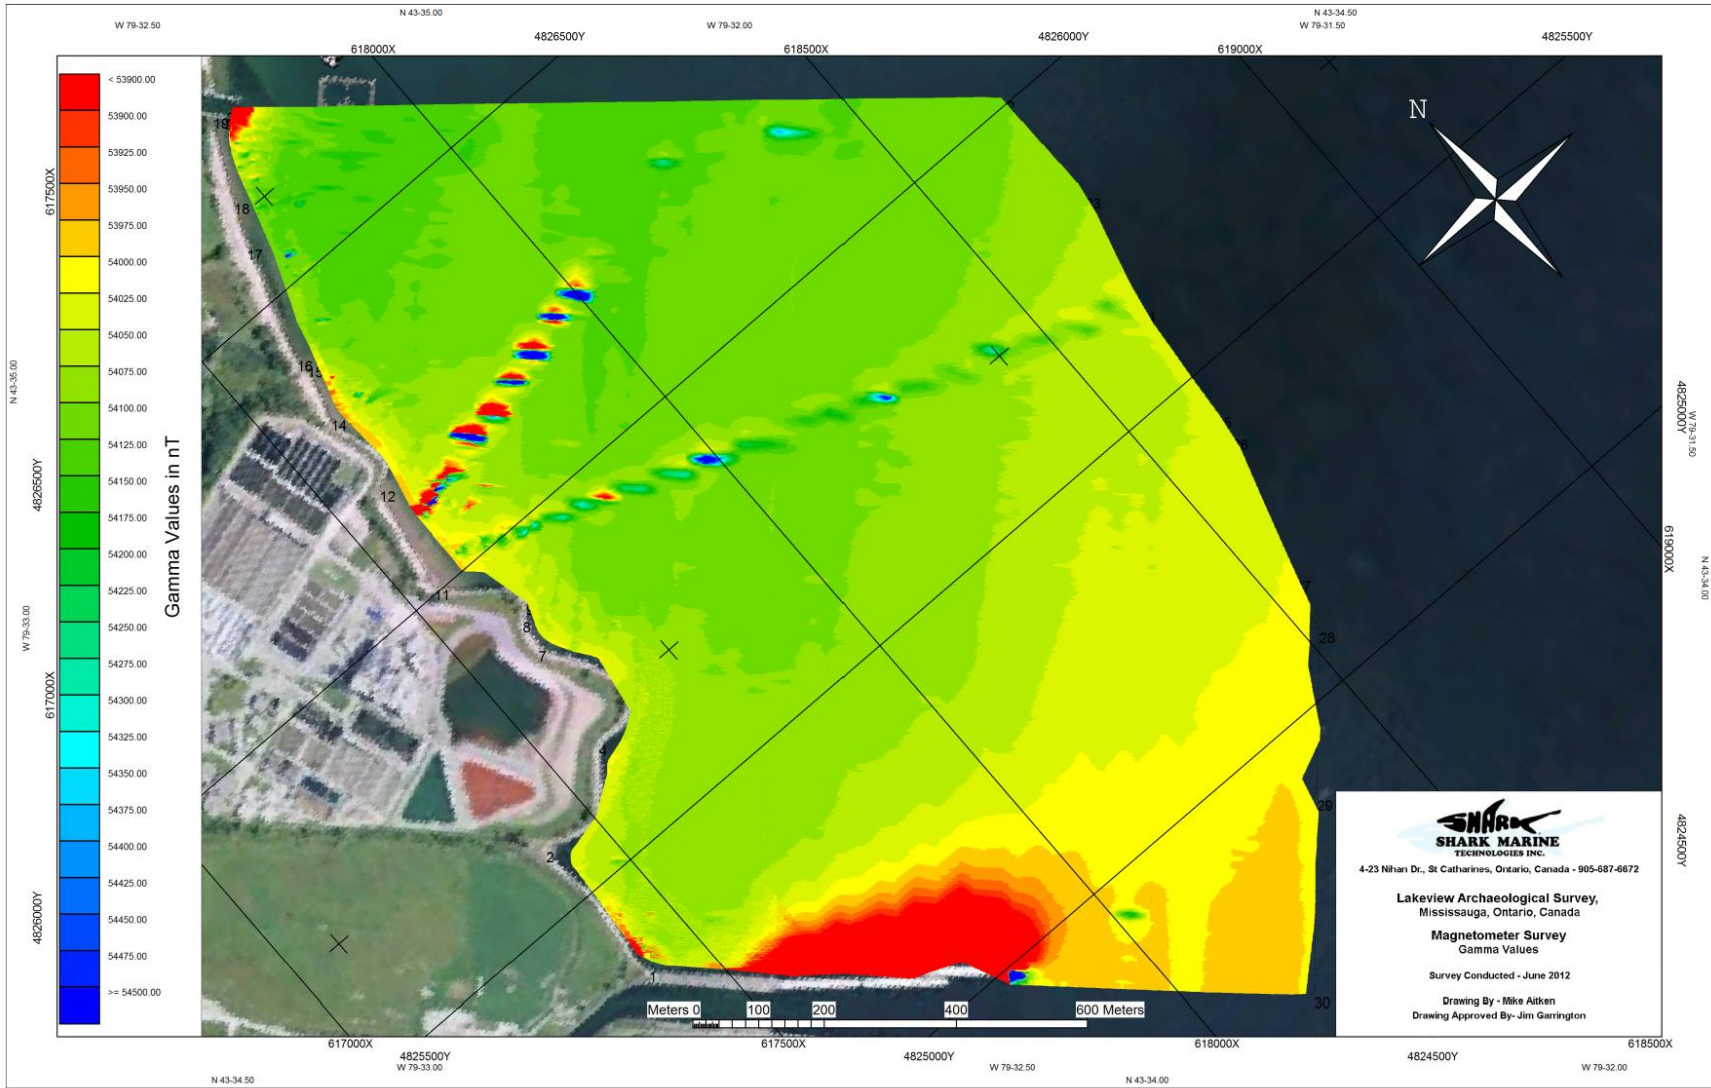 N 43-35.00
N 43-34.50
W 79-32.50
W 79-32.00
W 79-31.50
618000X
4826500Y
618500X
4826000Y
619000X
4825500Y
< 53900.00
53900.00
53925.00
53950.00
53975.00
54000.00
54025.00
54050.00
54075.00
54100.00
54125.00
54150.00
54175.00
54200.00
54225.00
54250.00
54275.00
54300.00
54325.00
54350.00
54375.00
54400.00
54425.00
54450.00
54475.00
>= 54500.00
Gamma Values in nT
617500X
N 43-35.00
4826500Y
W 79-33.00
617000X
4826000Y
N
19
18
17
16
15
14
12
11
8
7
4
2
1
3
7
28
29
30
4825000Y
W 79-31.50
619000X
N 43-34.00
4824500Y
SHARK
SHARK MARINE
TECHNOLOGIES INC.
4-23 Nihan Dr., St Catharines, Ontario, Canada - 905-687-6672
Lakeview Archaeological Survey,
Mississauga, Ontario, Canada
Magnetometer Survey
Gamma Values
Survey Conducted - June 2012
Drawing By - Mike Aitken
Drawing Approved By- Jim Garrington
Meters 0 100 200 400 600 Meters
617000X
4825500Y
617500X
4825000Y
618000X
4824500Y
618500X
W 79-33.00
W 79-32.50
W 79-32.00
N 43-34.50
N 43-34.00